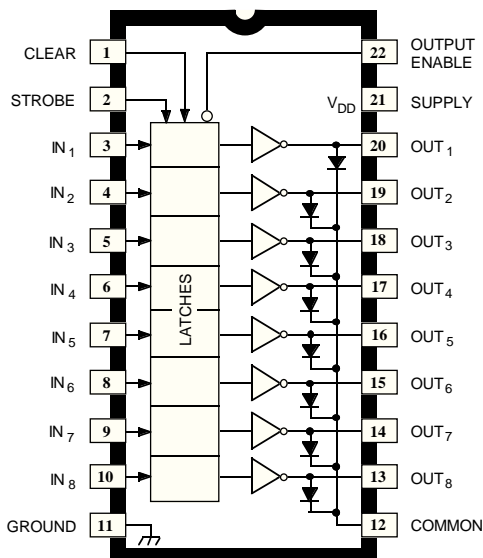 CLEAR 1 22 OUTPUT ENABLE
STROBE 2 V_DD 21 SUPPLY
IN_1 3 20 OUT_1
IN_2 4 19 OUT_2
IN_3 5 18 OUT_3
IN_4 6 17 OUT_4
IN_5 7 16 OUT_5
IN_6 8 15 OUT_6
IN_7 9 14 OUT_7
IN_8 10 13 OUT_8
GROUND 11 12 COMMON
LATCHES